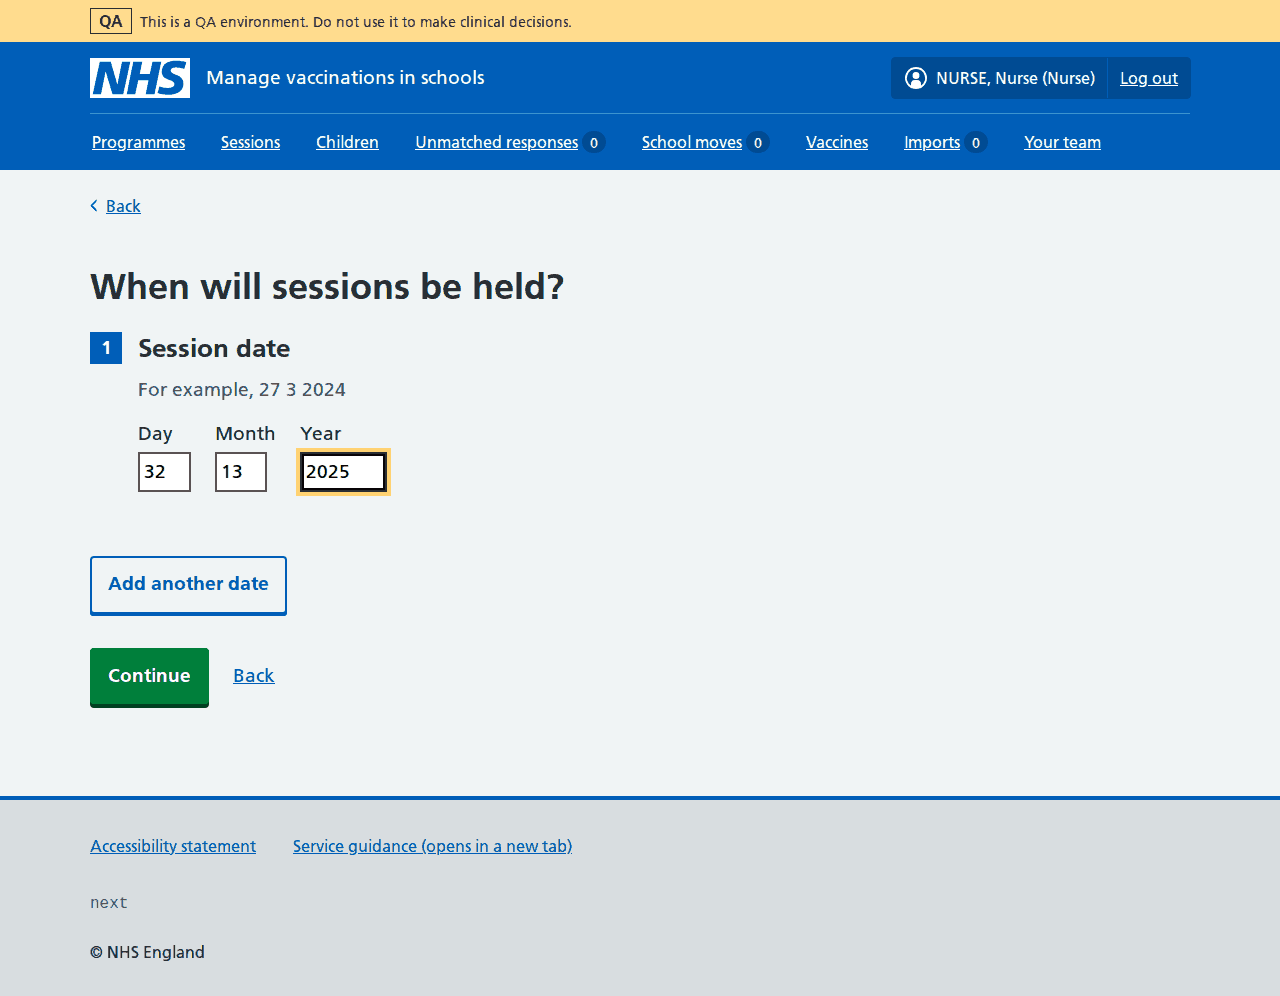 QA This is a QA environment. Do not use it to make clinical decisions.
NHS Manage vaccinations in schools NURSE, Nurse (Nurse) Log out
Programmes Sessions Children Unmatched responses 0 School moves 0 Vaccines Imports 0 Your team
Back
When will sessions be held?
1 Session date
For example, 27 3 2024
Day Month Year
32 13 2025
Add another date
Continue Back
Accessibility statement Service guidance (opens in a new tab)
next
© NHS England